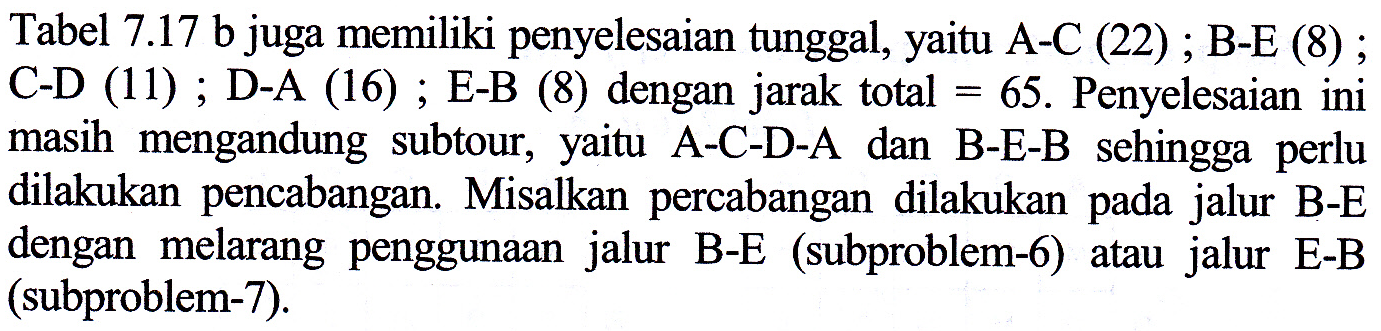 Tabel 7.17 b juga memiliki penyelesaian tunggal, yaitu A-C (22) ; B-E (8) ;
C-D (11) ; D-A (16) ; E-B (8) dengan jarak total = 65. Penyelesaian ini
masih mengandung subtour, yaitu A-C-D-A dan B-E-B sehingga perlu
dilakukan pencabangan. Misalkan percabangan dilakukan pada jalur B-E
dengan melarang penggunaan jalur B-E (subproblem-6) atau jalur E-B
(subproblem-7).